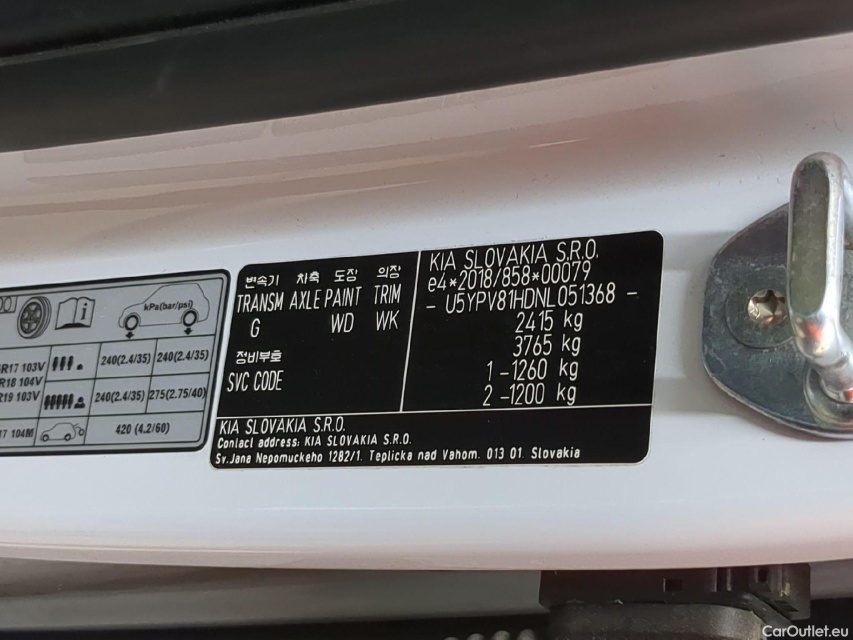 kPa(bar/psi)
R17 103V 240(2.4/35) 240(2.4/35)
R18 104V
R19 103V 240(2.4/35) 275(2.75/40)
17 104M 420 (4.2/60)
변속기 차축 도장 의장
TRANSM AXLE PAINT TRIM
G WD WK
정비부호
SVC CODE
KIA SLOVAKIA S.R.O.
e4*2018/858*00079
- U5YPV81HDNL051368 -
2415 kg
3765 kg
1 -1260 kg
2 -1200 kg
KIA SLOVAKIA S.R.O.
Contact address: KIA SLOVAKIA S.R.O.
Sv. Jana Nepomuckeho 1282/1. Teplicka nad Vahom. 013 01. Slovakia
CarOutlet.eu